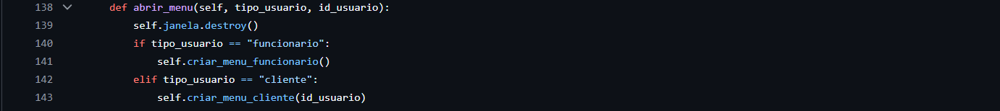 138 def abrir_menu(self, tipo_usuario, id_usuario):
139 self.janela.destroy()
140 if tipo_usuario == "funcionario":
141 self.criar_menu_funcionario()
142 elif tipo_usuario == "cliente":
143 self.criar_menu_cliente(id_usuario)